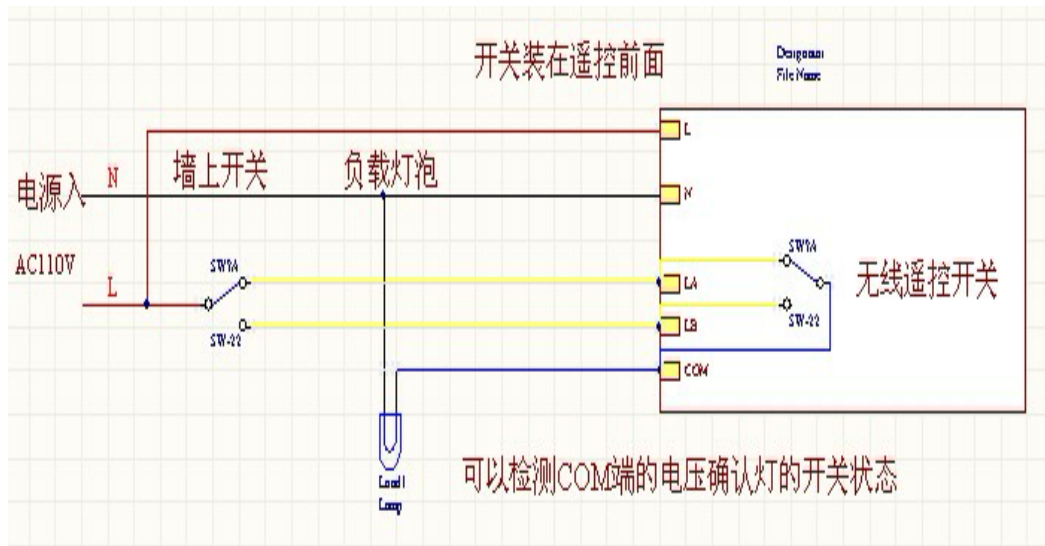 开关装在遥控前面
Designator
File Name
L
墙上开关
负载灯泡
N
电源入
N
AC110V
L
SW?A
SW-22
SW?A
SW-22
无线遥控开关
LA
LB
COM
Load1
Lamp
可以检测COM端的电压确认灯的开关状态